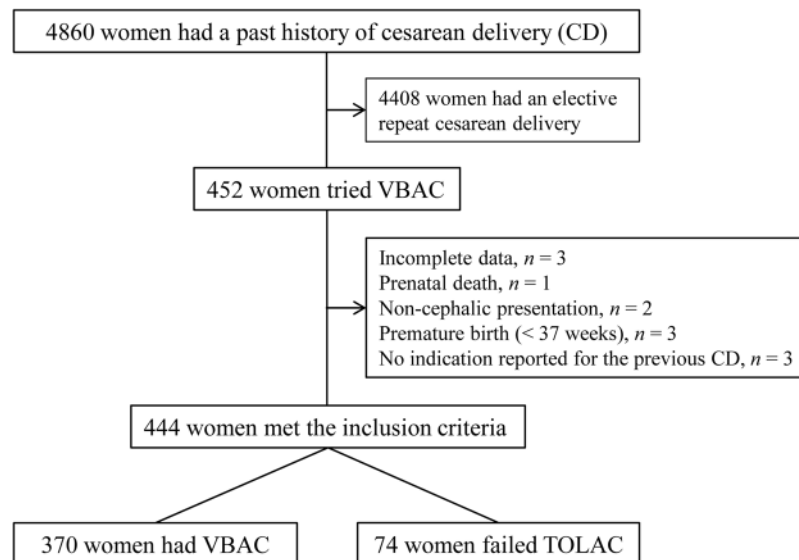 4860 women had a past history of cesarean delivery (CD)
4408 women had an elective
repeat cesarean delivery
452 women tried VBAC
Incomplete data, n = 3
Prenatal death, n = 1
Non-cephalic presentation, n = 2
Premature birth (< 37 weeks), n = 3
No indication reported for the previous CD, n = 3
444 women met the inclusion criteria
370 women had VBAC
74 women failed TOLAC